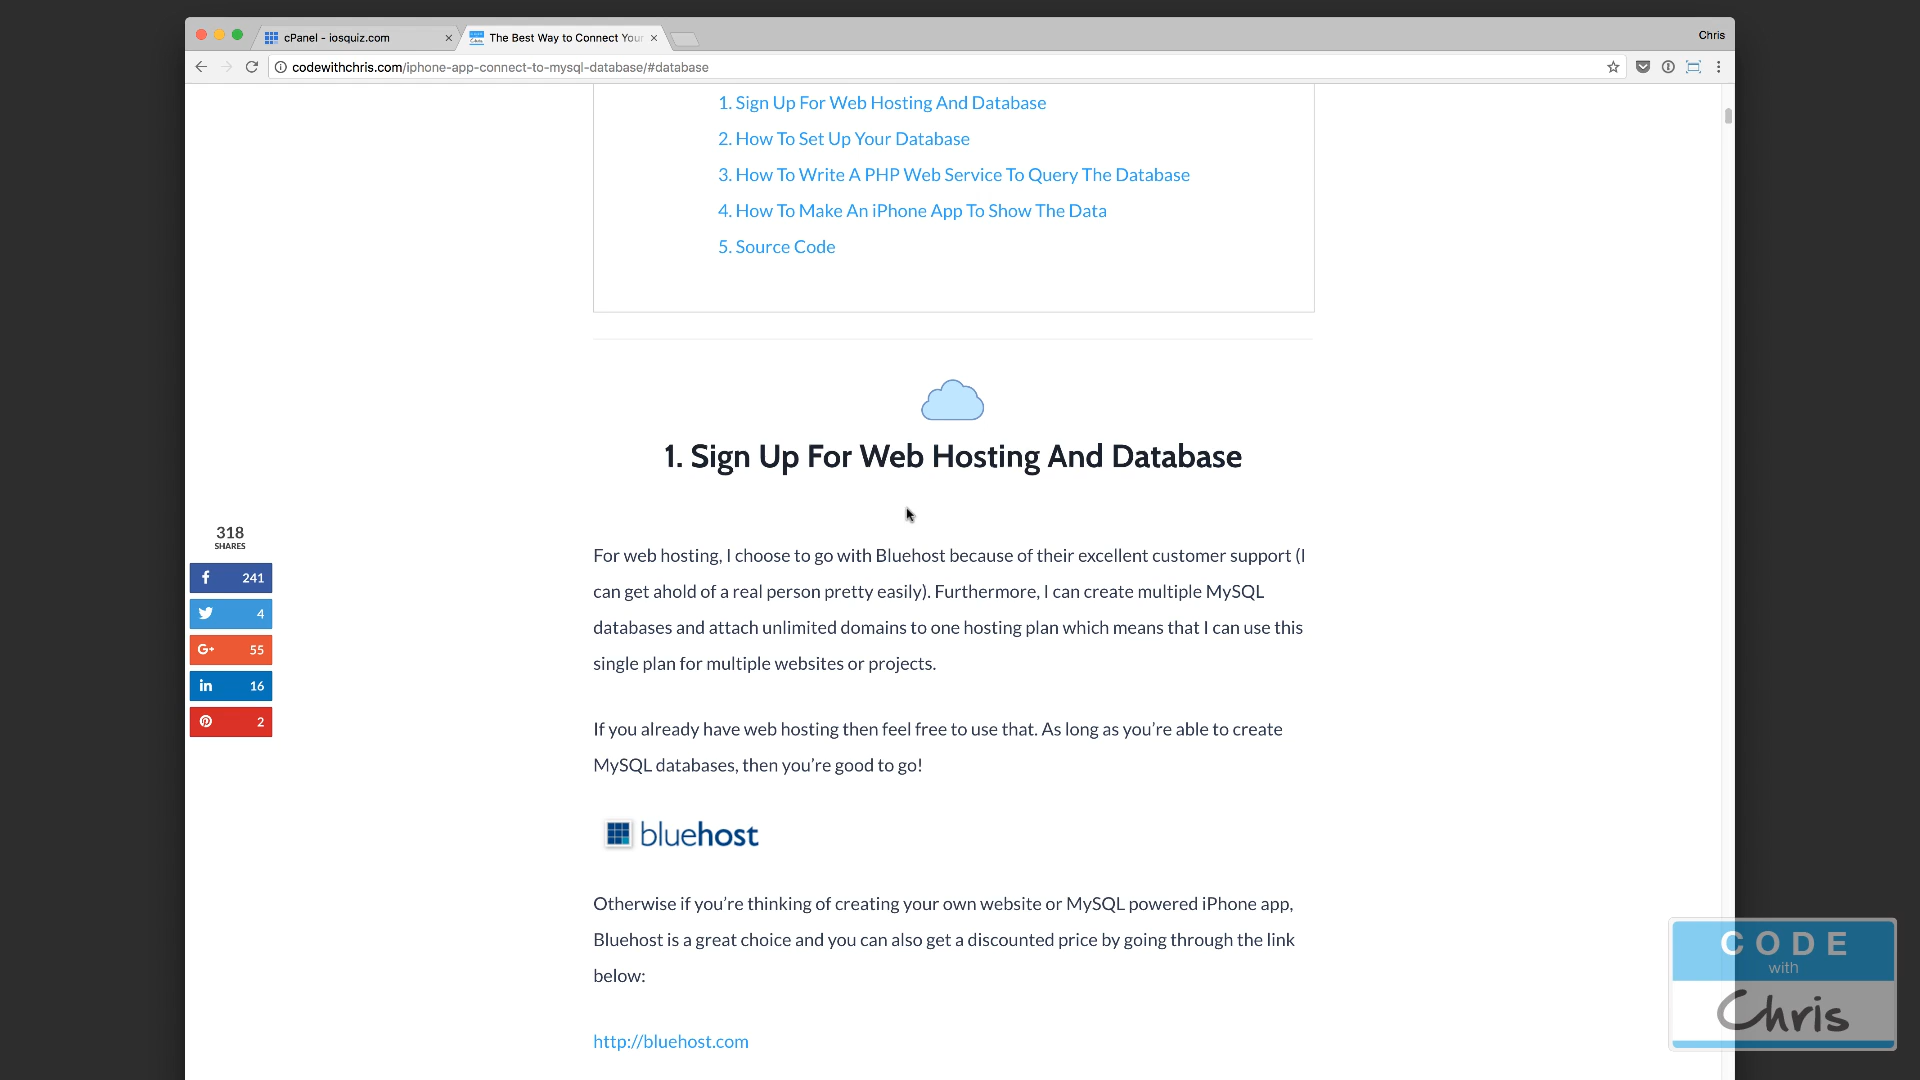 cPanel - iosquiz.com
The Best Way to Connect Your
Chris
codewithchris.com/iphone-app-connect-to-mysql-database/#database
1. Sign Up For Web Hosting And Database
2. How To Set Up Your Database
3. How To Write A PHP Web Service To Query The Database
4. How To Make An iPhone App To Show The Data
5. Source Code
1. Sign Up For Web Hosting And Database
318
SHARES
241
4
G+ 55
in 16
2
For web hosting, I choose to go with Bluehost because of their excellent customer support (I
can get ahold of a real person pretty easily). Furthermore, I can create multiple MySQL
databases and attach unlimited domains to one hosting plan which means that I can use this
single plan for multiple websites or projects.
If you already have web hosting then feel free to use that. As long as you’re able to create
MySQL databases, then you’re good to go!
bluehost
Otherwise if you’re thinking of creating your own website or MySQL powered iPhone app,
Bluehost is a great choice and you can also get a discounted price by going through the link
below:
http://bluehost.com
CODE
with
Chris